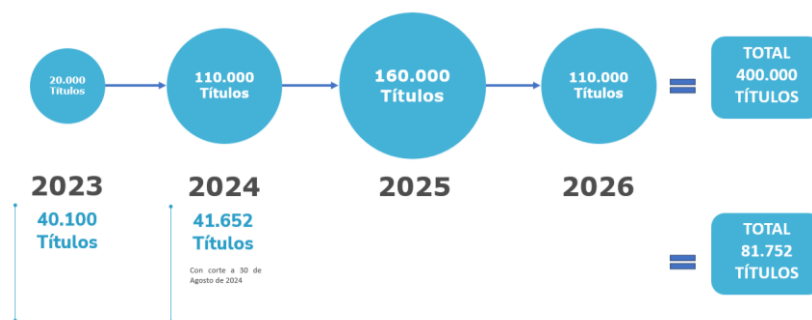 20.000
Títulos
110.000
Títulos
160.000
Títulos
110.000
Títulos
TOTAL
400.000
TÍTULOS
2023
2024
2025
2026
40.100
Títulos
41.652
Títulos
Con corte a 30 de
Agosto de 2024
TOTAL
81.752
TÍTULOS